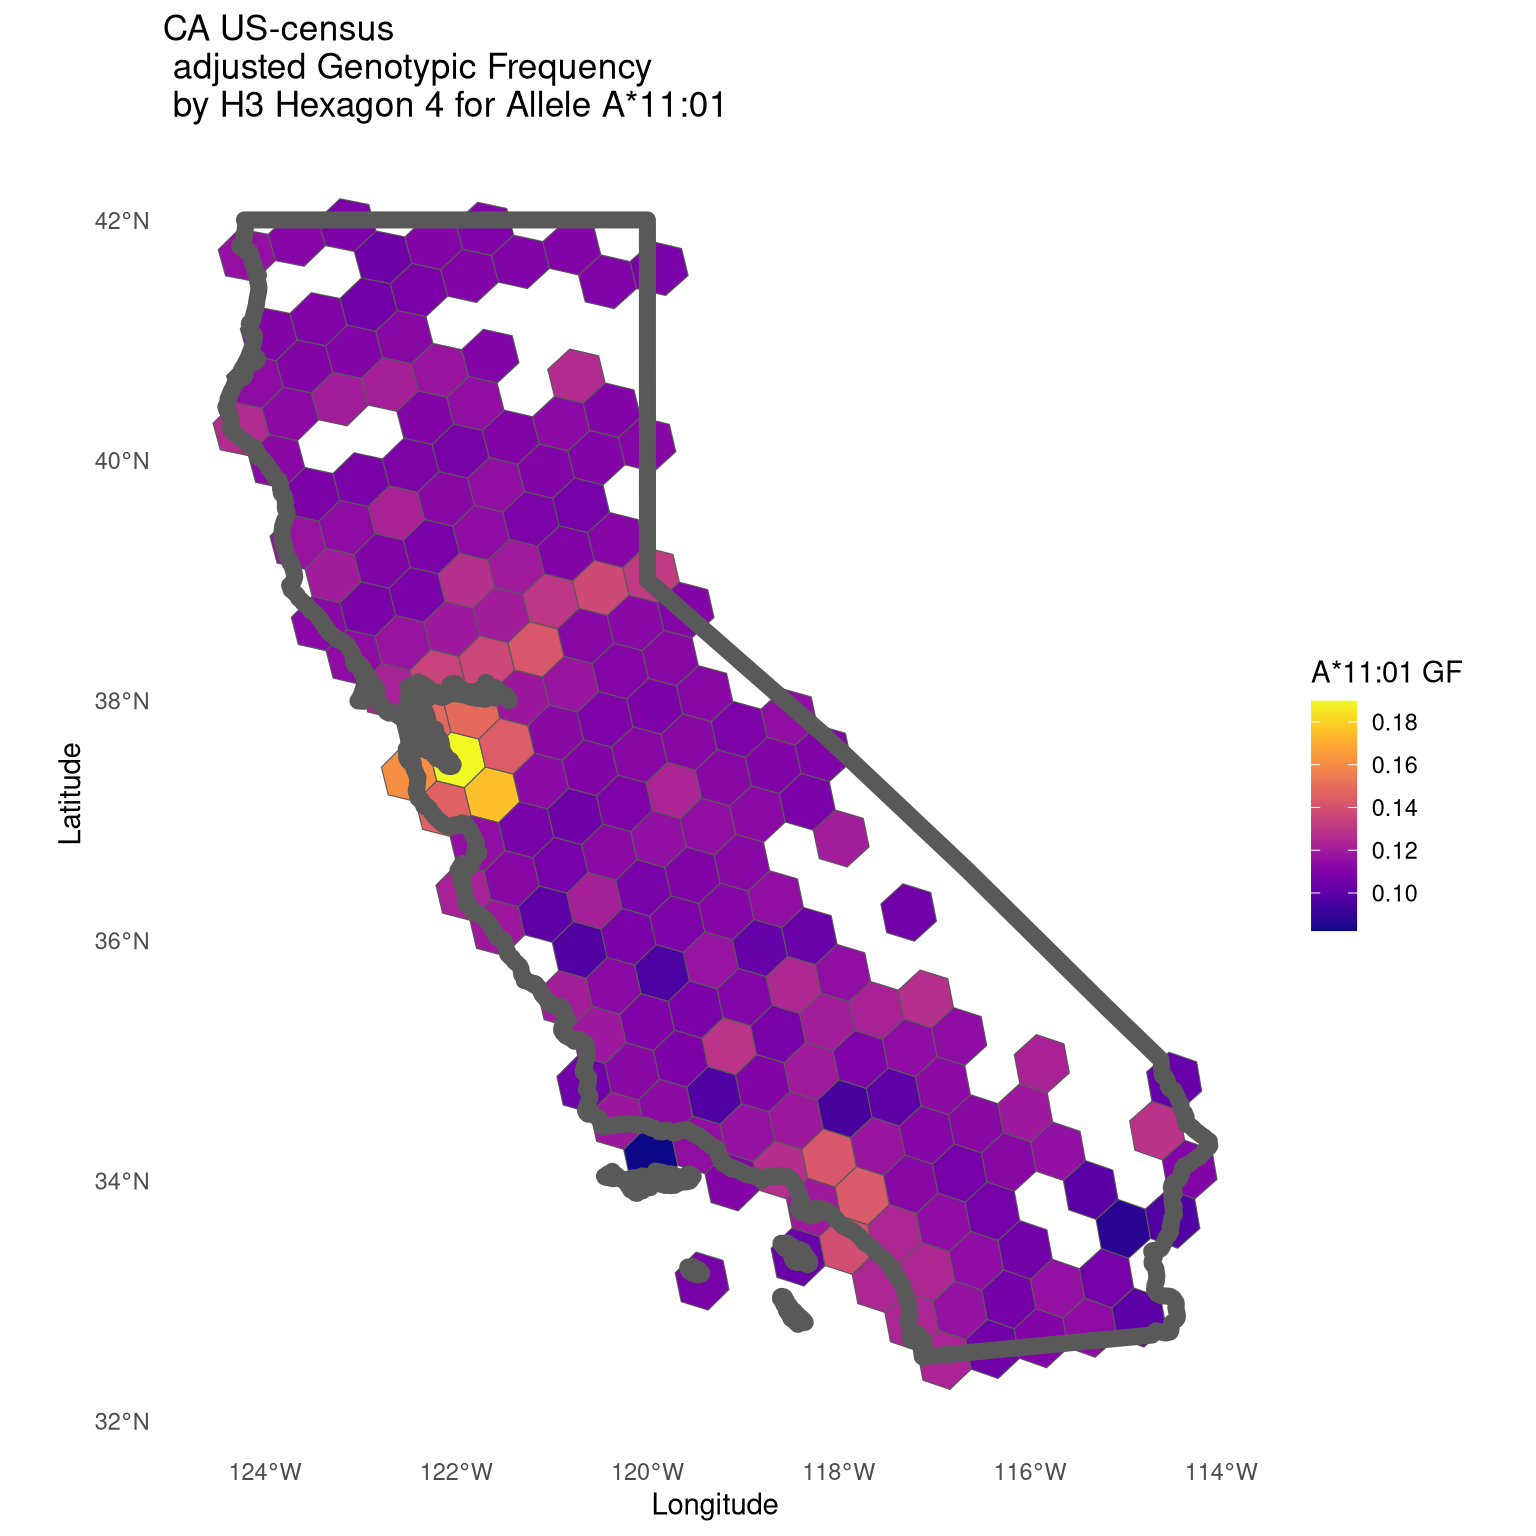 CA US-census
adjusted Genotypic Frequency
by H3 Hexagon 4 for Allele A*11:01
42°N
40°N
38°N
36°N
34°N
32°N
Latitude
124°W 122°W 120°W 118°W 116°W 114°W
Longitude
A*11:01 GF
0.18
0.16
0.14
0.12
0.10